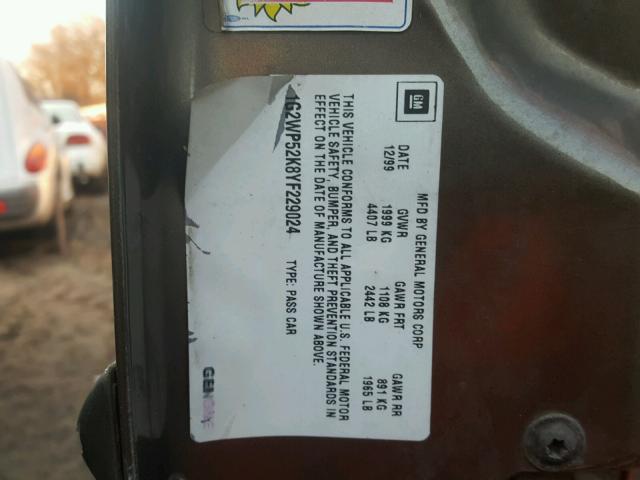 GM
MFD BY GENERAL MOTORS CORP
DATE GVWR GAWR FRT GAWR RR
12/99 1999 KG 1108 KG 891 KG
4407 LB 2442 LB 1965 LB
THIS VEHICLE CONFORMS TO ALL APPLICABLE U.S. FEDERAL MOTOR
VEHICLE SAFETY, BUMPER, AND THEFT PREVENTION STANDARDS IN
EFFECT ON THE DATE OF MANUFACTURE SHOWN ABOVE.
1G2WP52K8YF229024 TYPE: PASS CAR